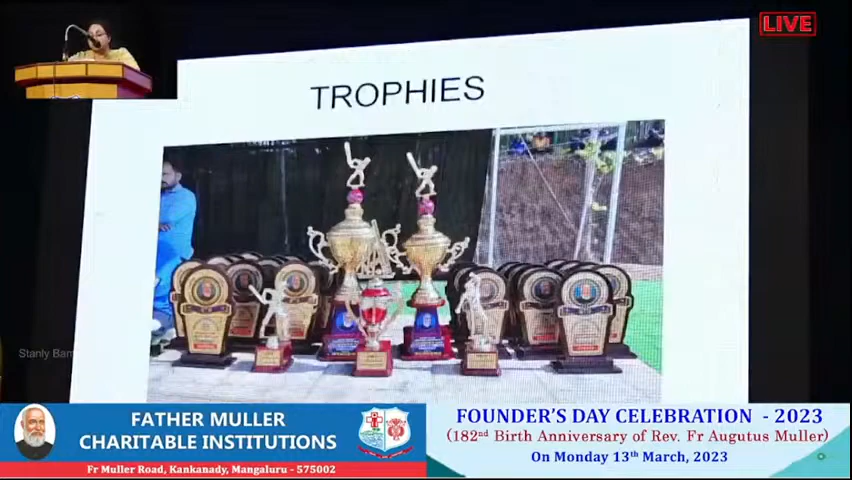 LIVE
TROPHIES
FATHER MULLER
CHARITABLE INSTITUTIONS
Fr Muller Road, Kankanady, Mangaluru - 575002
FOUNDER'S DAY CELEBRATION - 2023
(182nd Birth Anniversary of Rev. Fr Augutus Muller)
On Monday 13th March, 2023